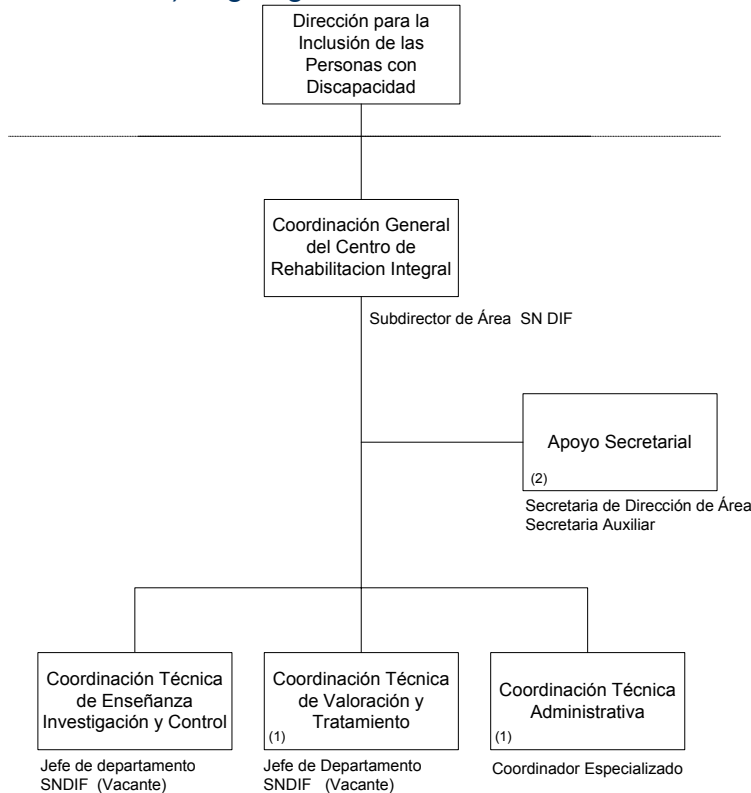 Dirección para la
Inclusión de las
Personas con
Discapacidad
Coordinación General
del Centro de
Rehabilitacion Integral
Subdirector de Área SN DIF
Apoyo Secretarial
(2)
Secretaria de Dirección de Área
Secretaria Auxiliar
Coordinación Técnica
de Enseñanza
Investigación y Control
Jefe de departamento
SNDIF (Vacante)
Coordinación Técnica
de Valoración y
Tratamiento
(1)
Jefe de Departamento
SNDIF (Vacante)
Coordinación Técnica
Administrativa
(1)
Coordinador Especializado